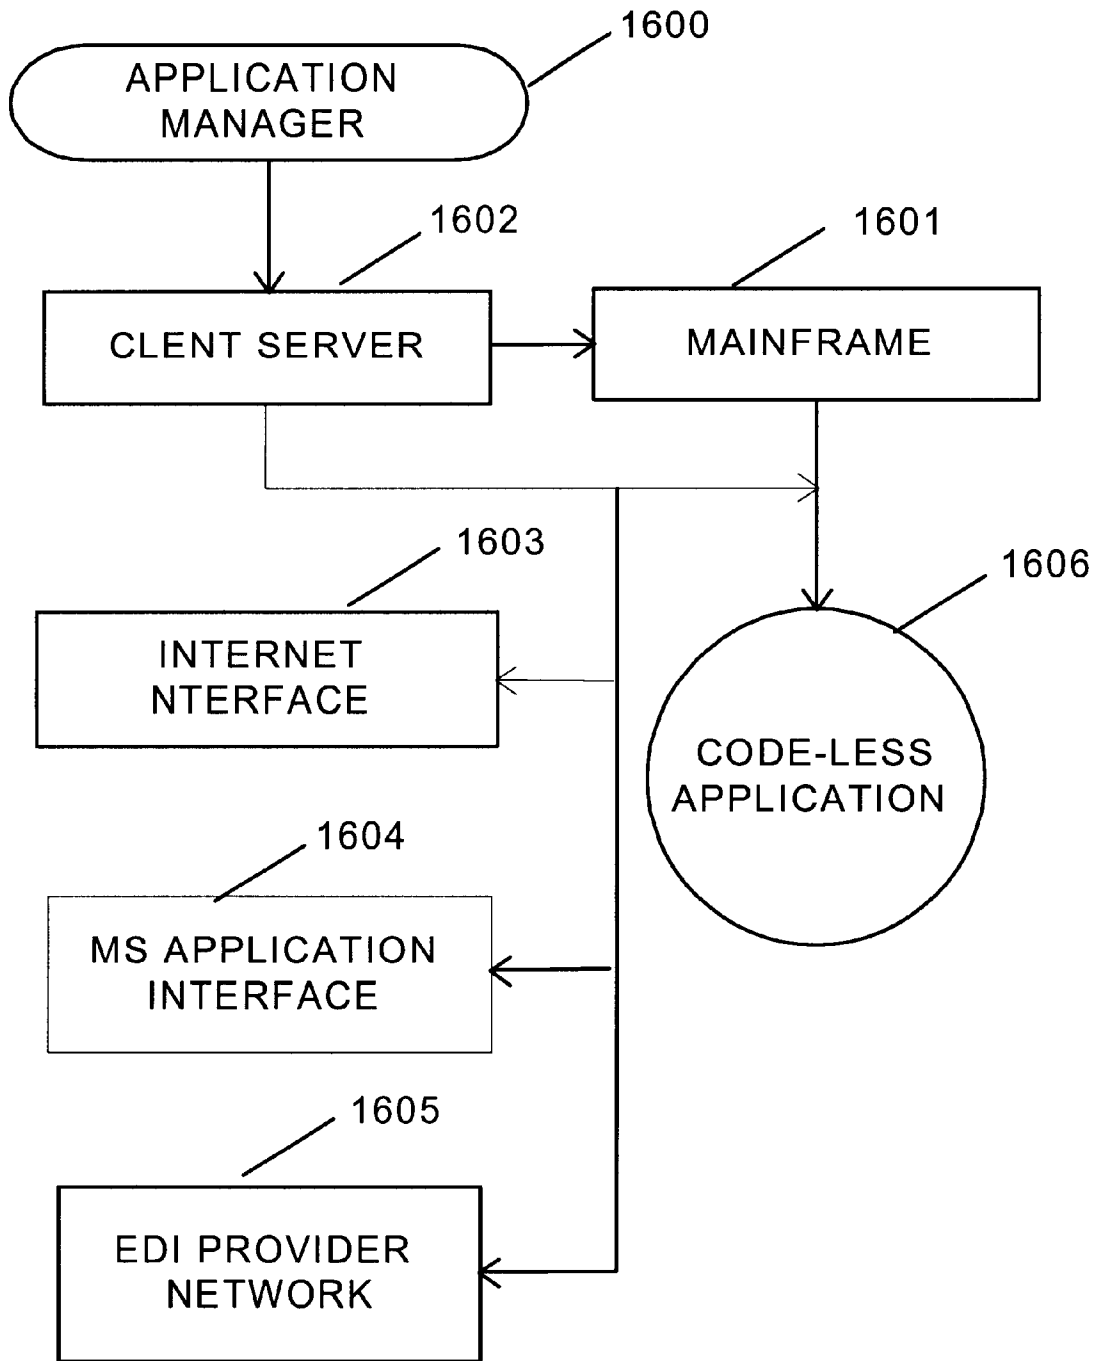 1600
APPLICATION
MANAGER
1602
1601
CLENT SERVER
MAINFRAME
1603
INTERNET
NTERFACE
1606
CODE-LESS
APPLICATION
1604
MS APPLICATION
INTERFACE
1605
EDI PROVIDER
NETWORK